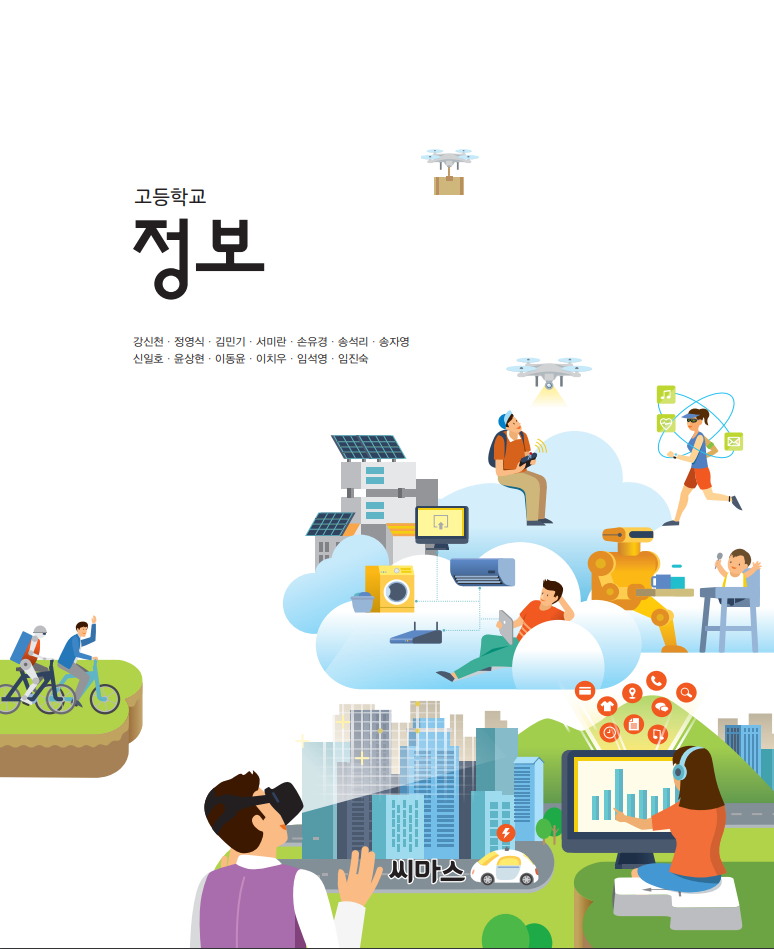 고등학교
정보
강신천 · 정영식 · 김민기 · 서미란 · 손유경 · 송석리 · 송자영
신일호 · 윤상현 · 이동윤 · 이치우 · 임석영 · 임진숙
씨마스